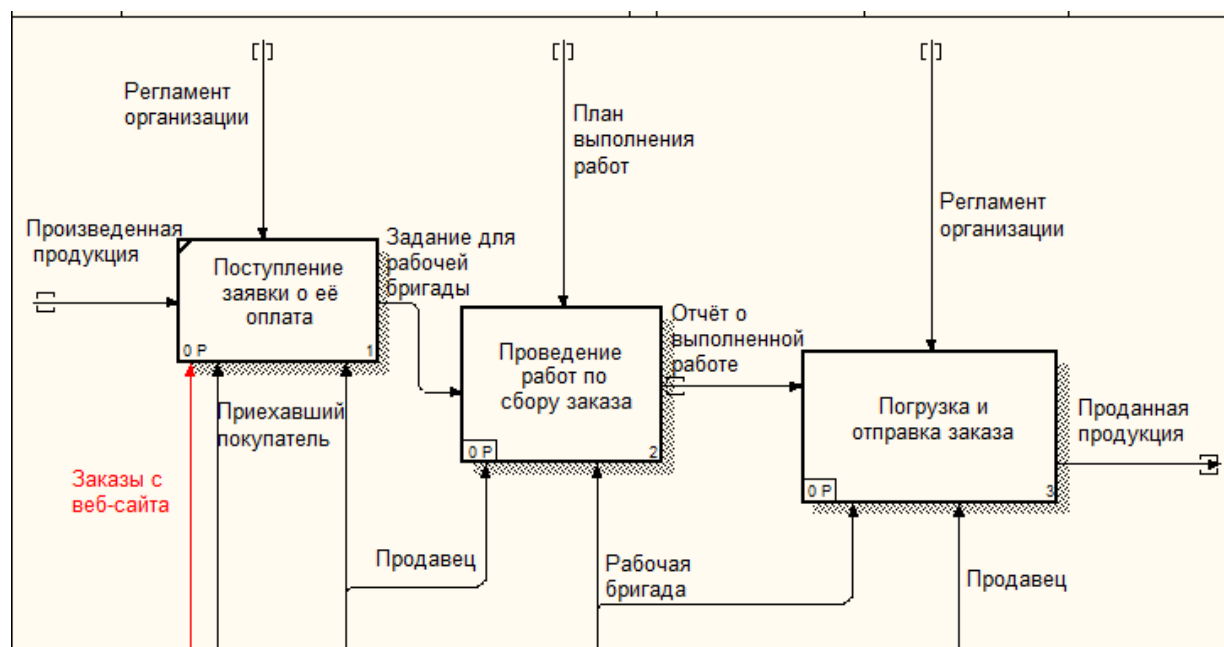 Регламент
организации
План
выполнения
работ
Регламент
организации
Произведенная
продукция
Поступление
заявки о её
оплата
0 Р
1
Задание для
рабочей
бригады
Проведение
работ по
сбору заказа
0 Р
2
Отчёт о
выполненной
работе
Погрузка и
отправка заказа
0 Р
3
Проданная
продукция
Приехавший
покупатель
Заказы с
веб-сайта
Продавец
Рабочая
бригада
Продавец